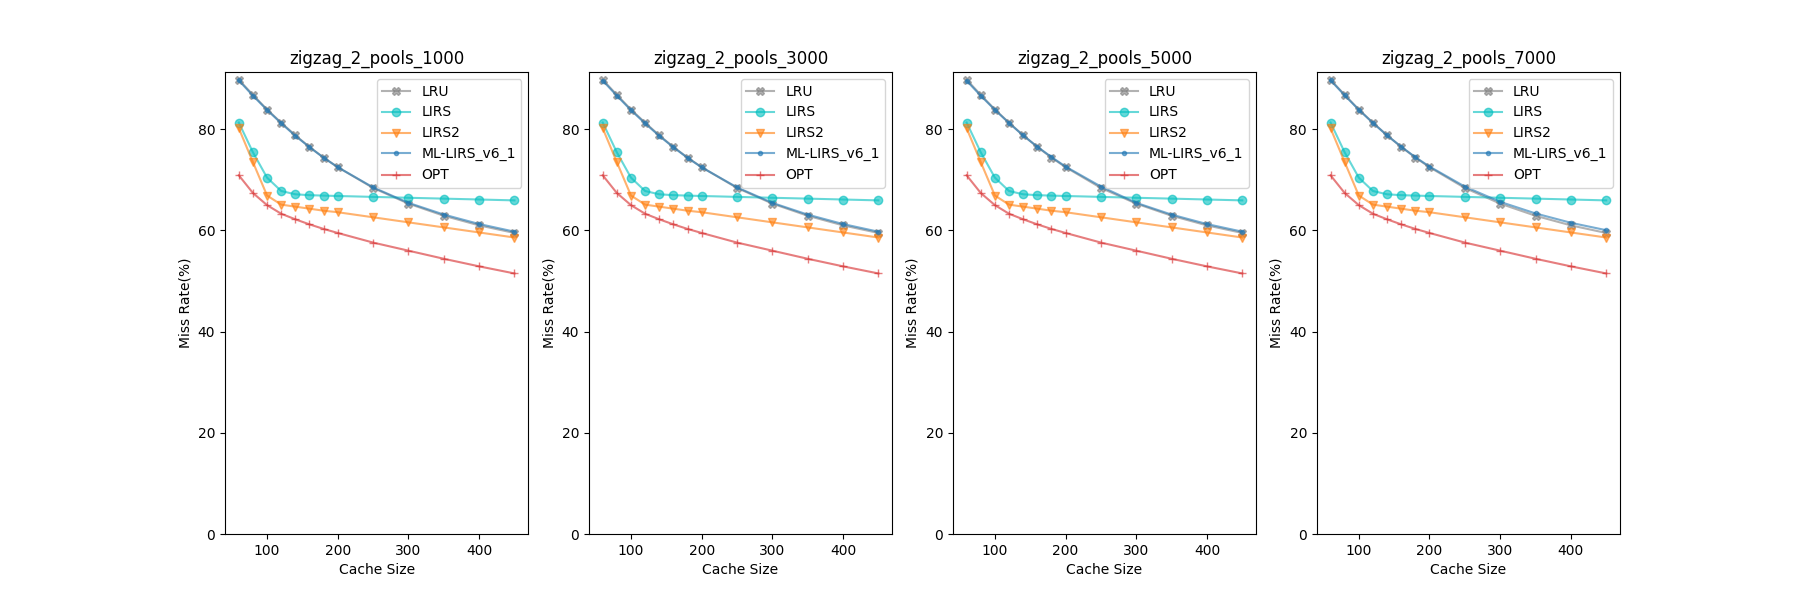 zigzag_2_pools_1000
LRU
LIRS
LIRS2
ML-LIRS_v6_1
OPT
80
60
40
20
0
Miss Rate(%)
100 200 300 400
Cache Size
zigzag_2_pools_3000
LRU
LIRS
LIRS2
ML-LIRS_v6_1
OPT
80
60
40
20
0
Miss Rate(%)
100 200 300 400
Cache Size
zigzag_2_pools_5000
LRU
LIRS
LIRS2
ML-LIRS_v6_1
OPT
80
60
40
20
0
Miss Rate(%)
100 200 300 400
Cache Size
zigzag_2_pools_7000
LRU
LIRS
LIRS2
ML-LIRS_v6_1
OPT
80
60
40
20
0
Miss Rate(%)
100 200 300 400
Cache Size